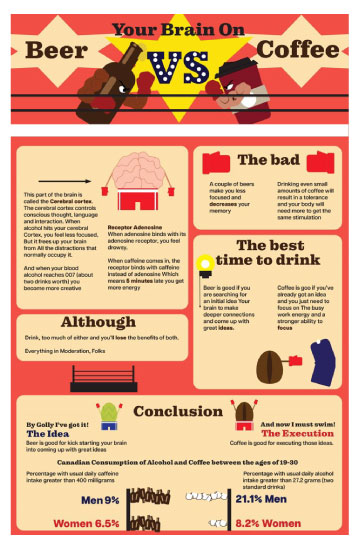 Your Brain On
Beer
VS
Coffee
This part of the brain is
called the Cerebral cortex.
The cerebral cortex controls
conscious thought, language
and interaction. When
alcohol hits your cerebral
Cortex, you feel less focused.
But it frees up your brain
from All the distractions that
normally occupy it.
And when your blood
alcohol reaches 007 (about
two drinks worth) you
became more creative
Receptor Adenosine
When adenosine binds with its
adenosine receptor, you feel
drowsy.
When caffeine comes in, the
receptor binds with caffeine
instead of adenosine Which
means 5 minutes late you get
more energy
The bad
A couple of beers
make you less
focused and
decreases your
memory
Drinking even small
amounts of coffee will
result in a tolerance
and your body will
need more to get the
same stimulation
The best
time to drink
Beer is good if you
are searching for
an initial idea Your
brain to make
deeper connections
and come up with
great ideas.
Coffee is goo if you've
already got an idea
and you just need to
focus on The busy
work energy and a
stronger ability to
focus
Although
Drink, too much of either and you'll lose the benefits of both.
Everything in Moderation, Folks
Conclusion
By Golly I've got it!
The Idea
Beer is good for kick starting your brain
into coming up with great ideas
And now I must swim!
The Execution
Coffee is good for executing those ideas.
Canadian Consumption of Alcohol and Coffee between the ages of 19-30
Percentage with usual daily caffeine
intake greater than 400 milligrams
Men 9%
Women 6.5%
Percentage with usual daily alcohol
intake greater than 27.2 grams (two
standard drinks)
21.1% Men
8.2% Women